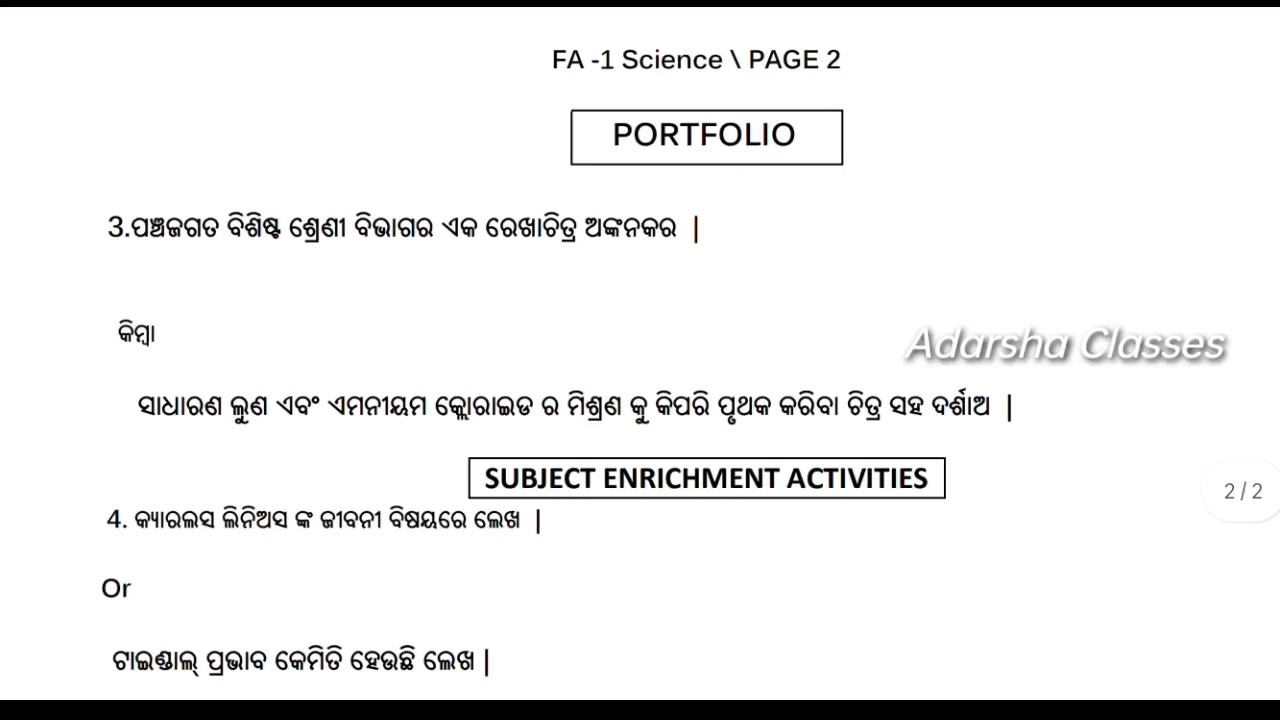 FA -1 Science \ PAGE 2
PORTFOLIO
3.ପଞ୍ଚଜଗତ ବିଶିଷ୍ଟ ଶ୍ରେଣୀ ବିଭାଗର ଏକ ରେଖାଚିତ୍ର ଅଙ୍କନକର |
କିମ୍ବା
Adarsha Classes
ସାଧାରଣ ଲୁଣ ଏବଂ ଏମନୀୟମ କ୍ଲୋରାଇଡ ର ମିଶ୍ରଣ କୁ କିପରି ପୃଥକ କରିବା ଚିତ୍ର ସହ ଦର୍ଶାଅ |
SUBJECT ENRICHMENT ACTIVITIES
2 / 2
4. କ୍ୟାରଲସ ଲିନିଅସ ଙ୍କ ଜୀବନୀ ବିଷୟରେ ଲେଖ |
Or
ଟାଇଣ୍ଡାଲ୍ ପ୍ରଭାବ କେମିତି ହେଉଛି ଲେଖ |